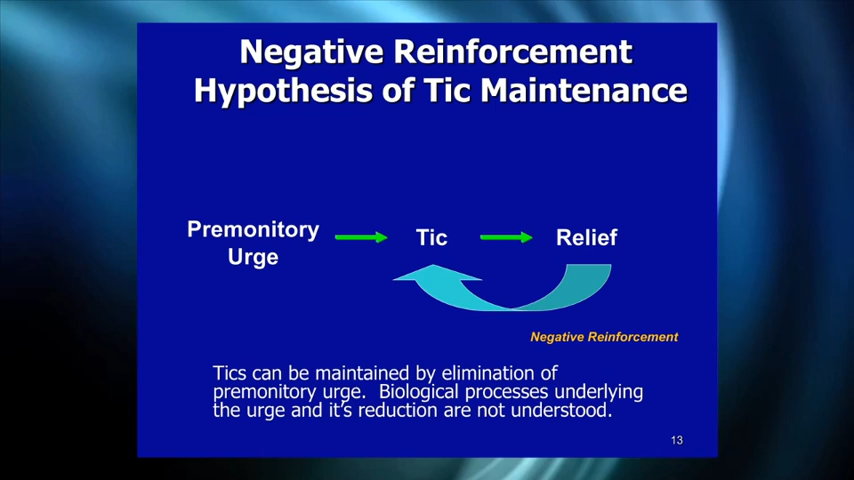 Negative Reinforcement
Hypothesis of Tic Maintenance
Premonitory
Urge
Tic
Relief
Negative Reinforcement
Tics can be maintained by elimination of
premonitory urge.  Biological processes underlying
the urge and it's reduction are not understood.
13